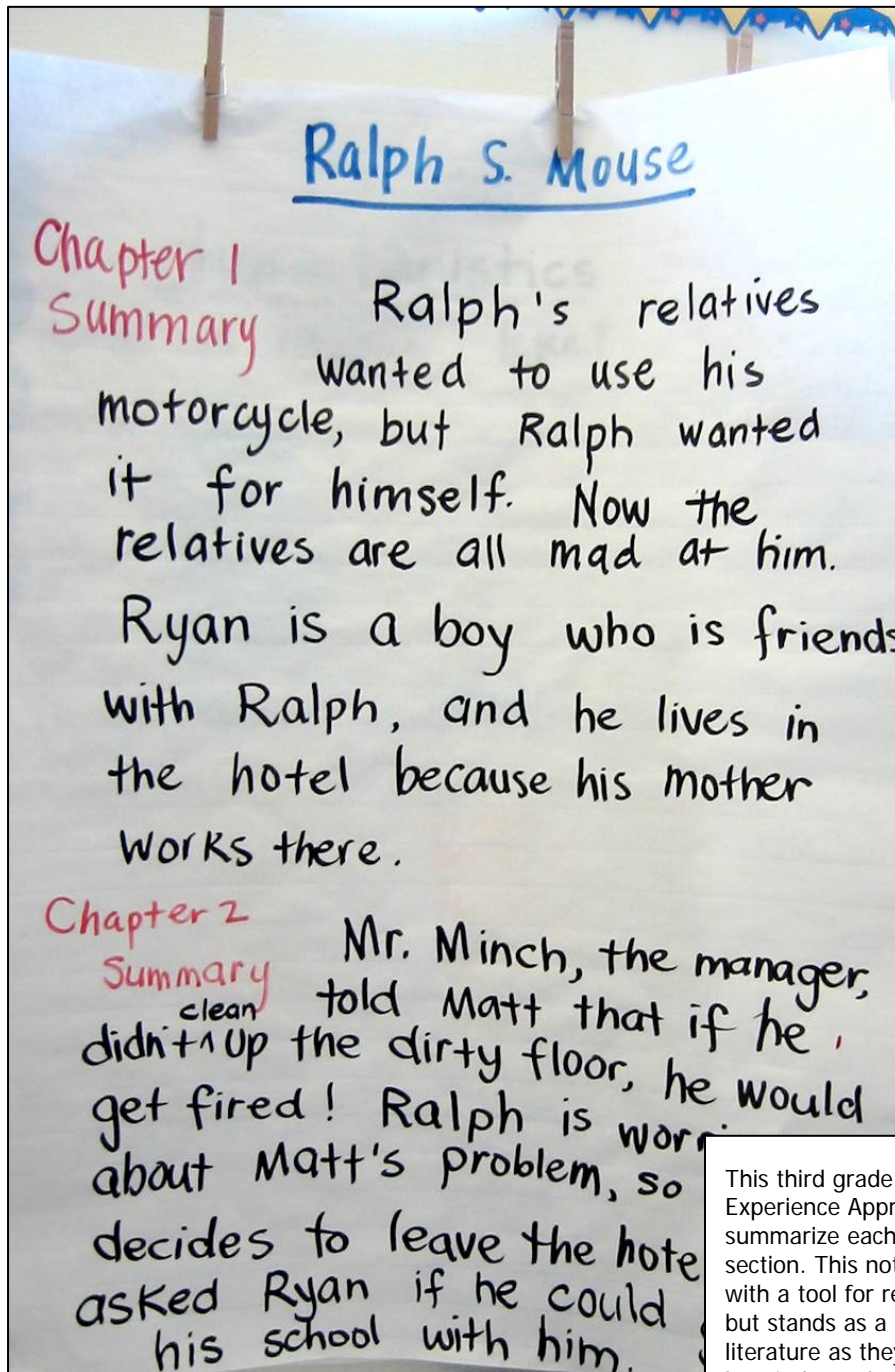 Ralph S. Mouse
Chapter 1
Summary
Ralph's relatives
wanted to use his
motorcycle, but Ralph wanted
it for himself. Now the
relatives are all mad at him.
Ryan is a boy who is friends
with Ralph, and he lives in
the hotel because his mother
works there.
Chapter 2
Summary
Mr. Minch, the manager,
told Matt that if he
didn't ^ clean up the dirty floor, he would
get fired! Ralph is
about Matt's problem, so
decides to leave the
asked Ryan if he could
his school with him.
This third grade
Experience
summarize each
section. This
with a tool for
but stands as a
literature as